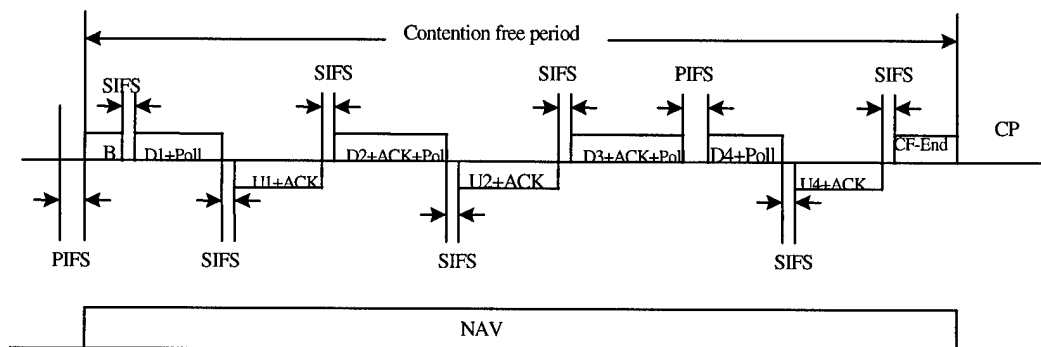 Contention free period
SIFS
SIFS
SIFS
PIFS
SIFS
CP
B
D1+Poll
D2+ACK+Poll
D3+ACK+Poll
D4+Poll
CF-End
U1+ACK
U2+ACK
U4+ACK
PIFS
SIFS
SIFS
SIFS
NAV